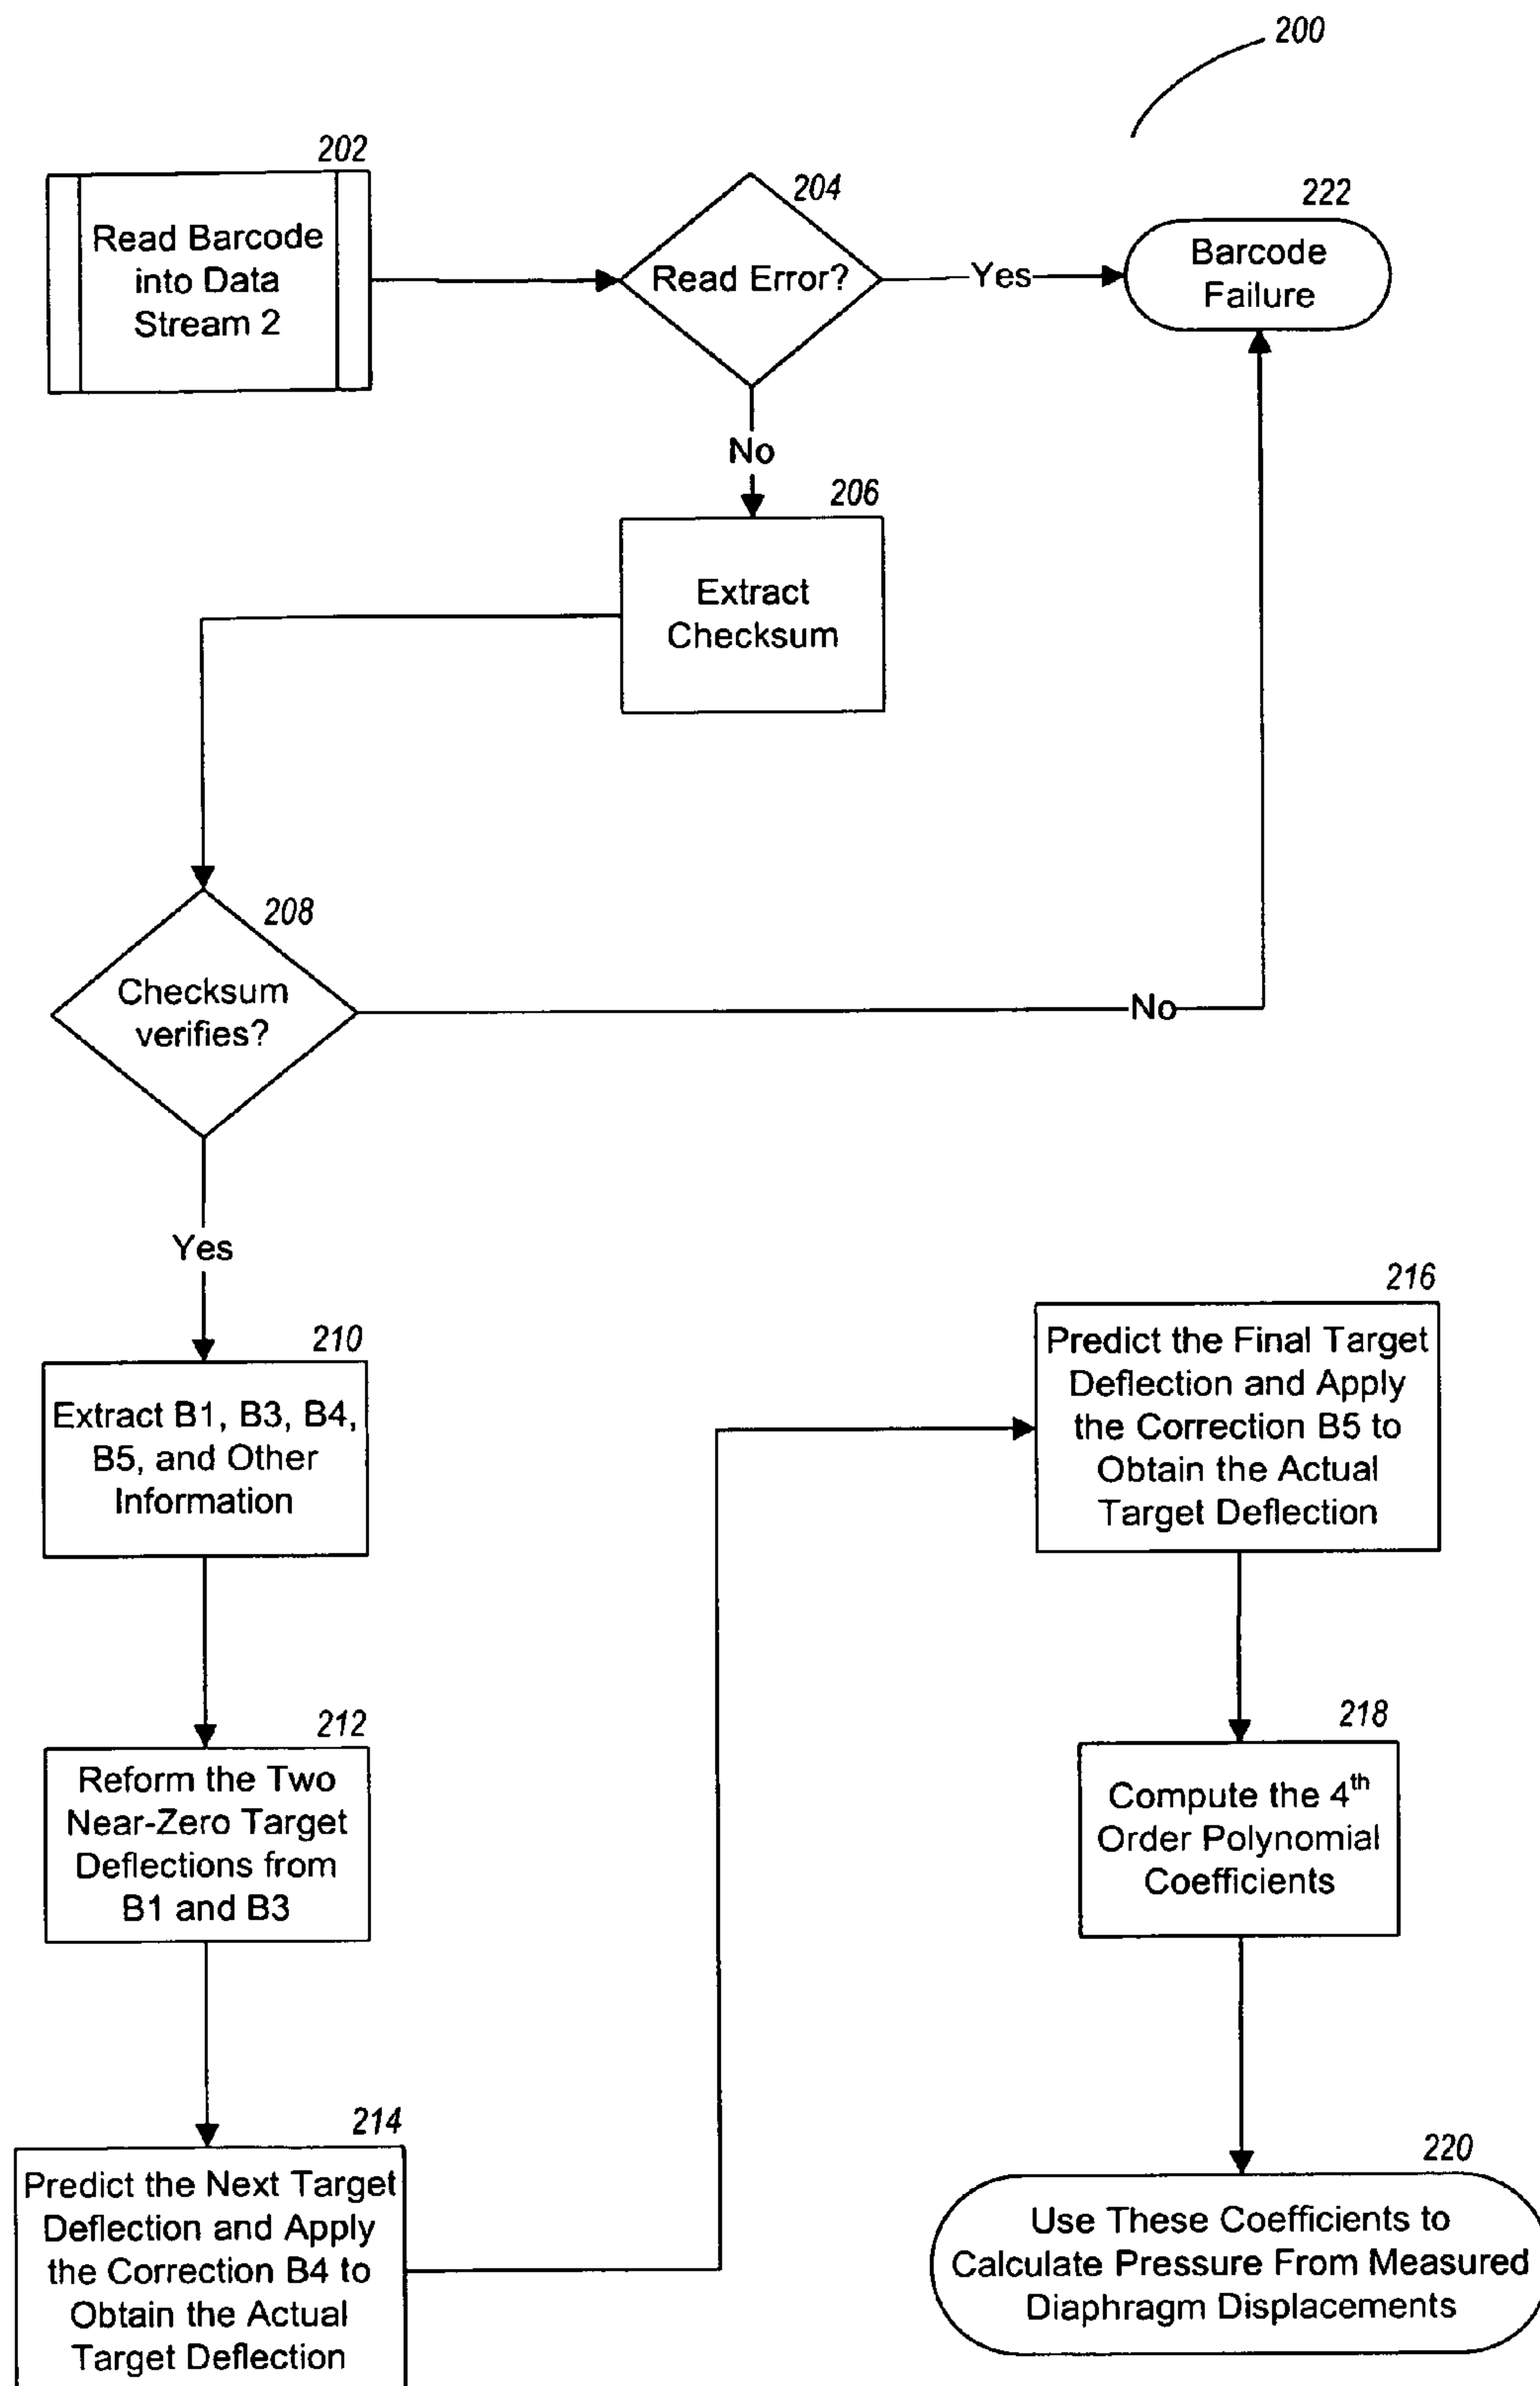 200
202
Read Barcode
into Data
Stream 2
204
Read Error?
Yes
222
Barcode
Failure
No
206
Extract
Checksum
208
Checksum
verifies?
No
Yes
210
Extract B1, B3, B4,
B5, and Other
Information
212
Reform the Two
Near-Zero Target
Deflections from
B1 and B3
214
Predict the Next Target
Deflection and Apply
the Correction B4 to
Obtain the Actual
Target Deflection
216
Predict the Final Target
Deflection and Apply
the Correction B5 to
Obtain the Actual
Target Deflection
218
Compute the 4th
Order Polynomial
Coefficients
220
Use These Coefficients to
Calculate Pressure From Measured
Diaphragm Displacements